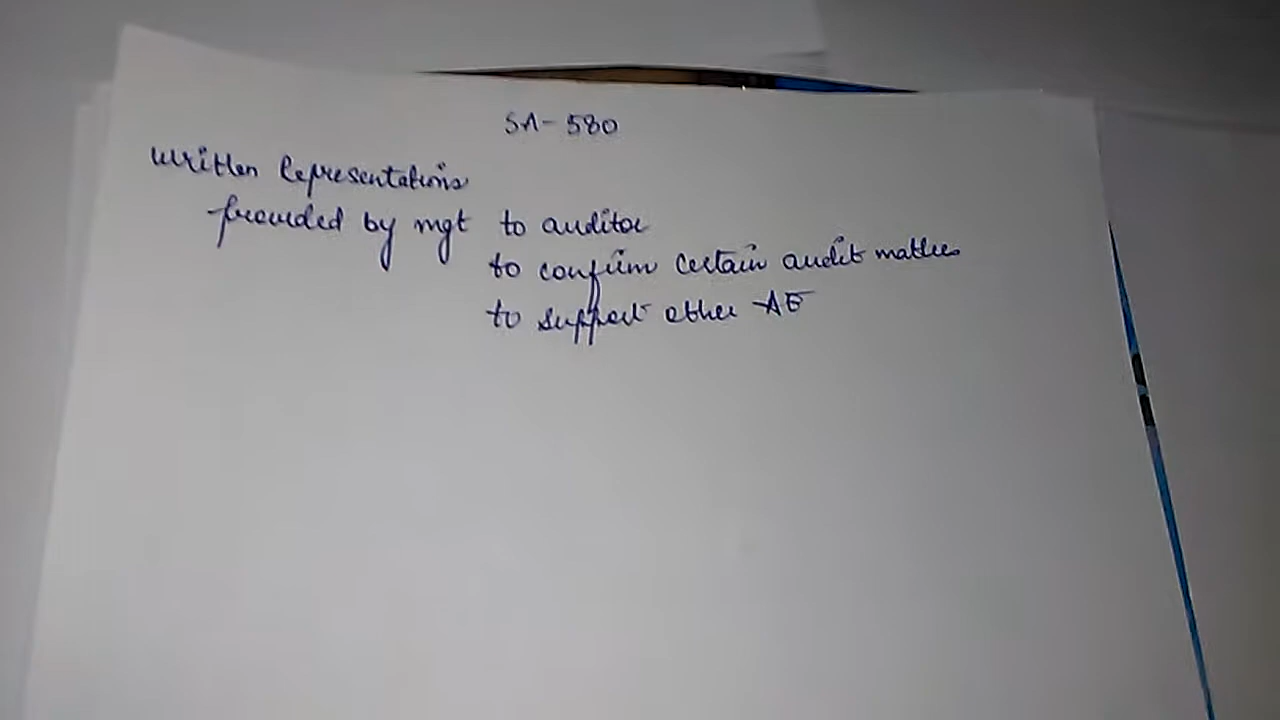 SA-580
Written Representations
provided by mgt to auditor
to confirm certain audit matters
to support other AE